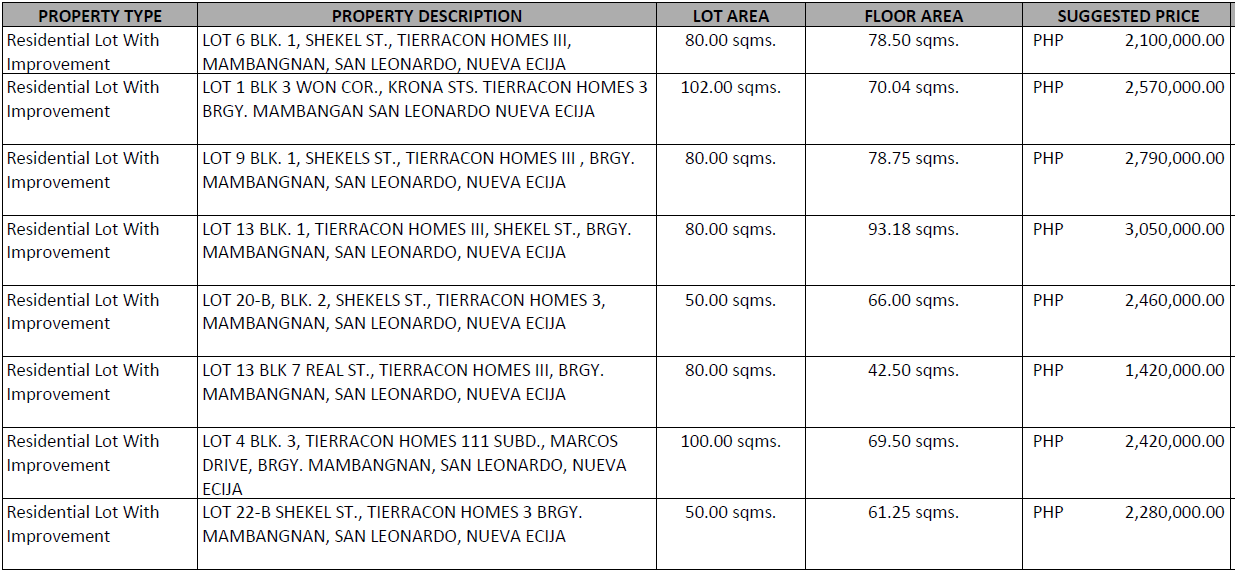 PROPERTY TYPE PROPERTY DESCRIPTION LOT AREA FLOOR AREA SUGGESTED PRICE
Residential Lot With LOT 6 BLK. 1, SHEKEL ST., TIERRACON HOMES III, 80.00 sqms. 78.50 sqms. PHP 2,100,000.00
Improvement MAMBANGNAN, SAN LEONARDO, NUEVA ECIJA
Residential Lot With LOT 1 BLK 3 WON COR., KRONA STS. TIERRACON HOMES 3 102.00 sqms. 70.04 sqms. PHP 2,570,000.00
Improvement BRGY. MAMBANGAN SAN LEONARDO NUEVA ECIJA
Residential Lot With LOT 9 BLK. 1, SHEKELS ST., TIERRACON HOMES III , BRGY. 80.00 sqms. 78.75 sqms. PHP 2,790,000.00
Improvement MAMBANGNAN, SAN LEONARDO, NUEVA ECIJA
Residential Lot With LOT 13 BLK. 1, TIERRACON HOMES III, SHEKEL ST., BRGY. 80.00 sqms. 93.18 sqms. PHP 3,050,000.00
Improvement MAMBANGNAN, SAN LEONARDO, NUEVA ECIJA
Residential Lot With LOT 20-B, BLK. 2, SHEKELS ST., TIERRACON HOMES 3, 50.00 sqms. 66.00 sqms. PHP 2,460,000.00
Improvement MAMBANGNAN, SAN LEONARDO, NUEVA ECIJA
Residential Lot With LOT 13 BLK 7 REAL ST., TIERRACON HOMES III, BRGY. 80.00 sqms. 42.50 sqms. PHP 1,420,000.00
Improvement MAMBANGNAN, SAN LEONARDO, NUEVA ECIJA
Residential Lot With LOT 4 BLK. 3, TIERRACON HOMES 111 SUBD., MARCOS 100.00 sqms. 69.50 sqms. PHP 2,420,000.00
Improvement DRIVE, BRGY. MAMBANGNAN, SAN LEONARDO, NUEVA
ECIJA
Residential Lot With LOT 22-B SHEKEL ST., TIERRACON HOMES 3 BRGY. 50.00 sqms. 61.25 sqms. PHP 2,280,000.00
Improvement MAMBANGNAN, SAN LEONARDO, NUEVA ECIJA